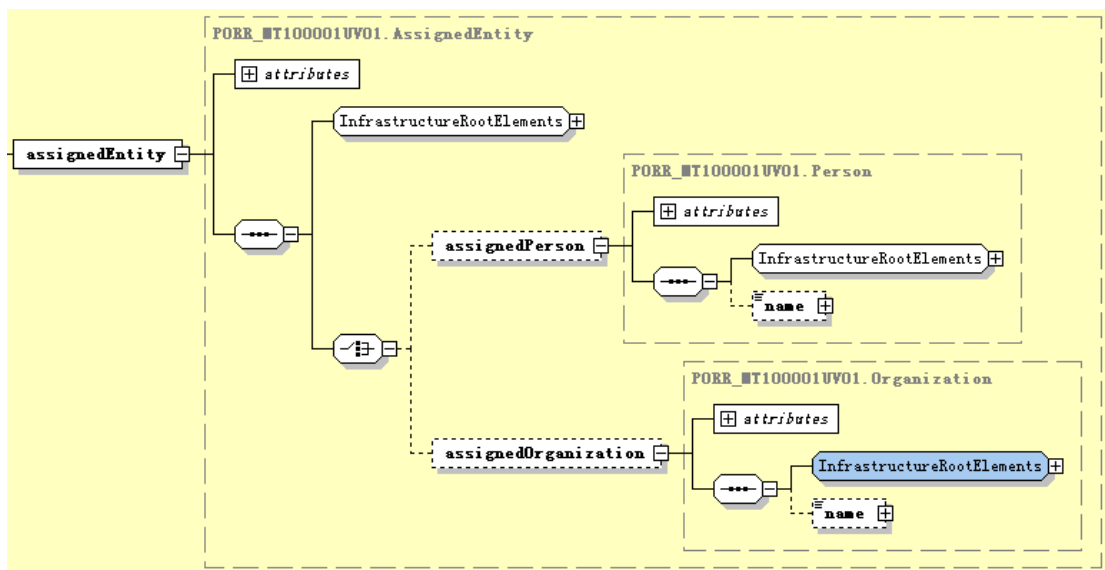 PORR_MT100001UV01.AssignedEntity
attributes
InfrastructureRootElements
assignedEntity
PORR_MT100001UV01.Person
attributes
assignedPerson
InfrastructureRootElements
name
PORR_MT100001UV01.Organization
attributes
assignedOrganization
InfrastructureRootElements
name